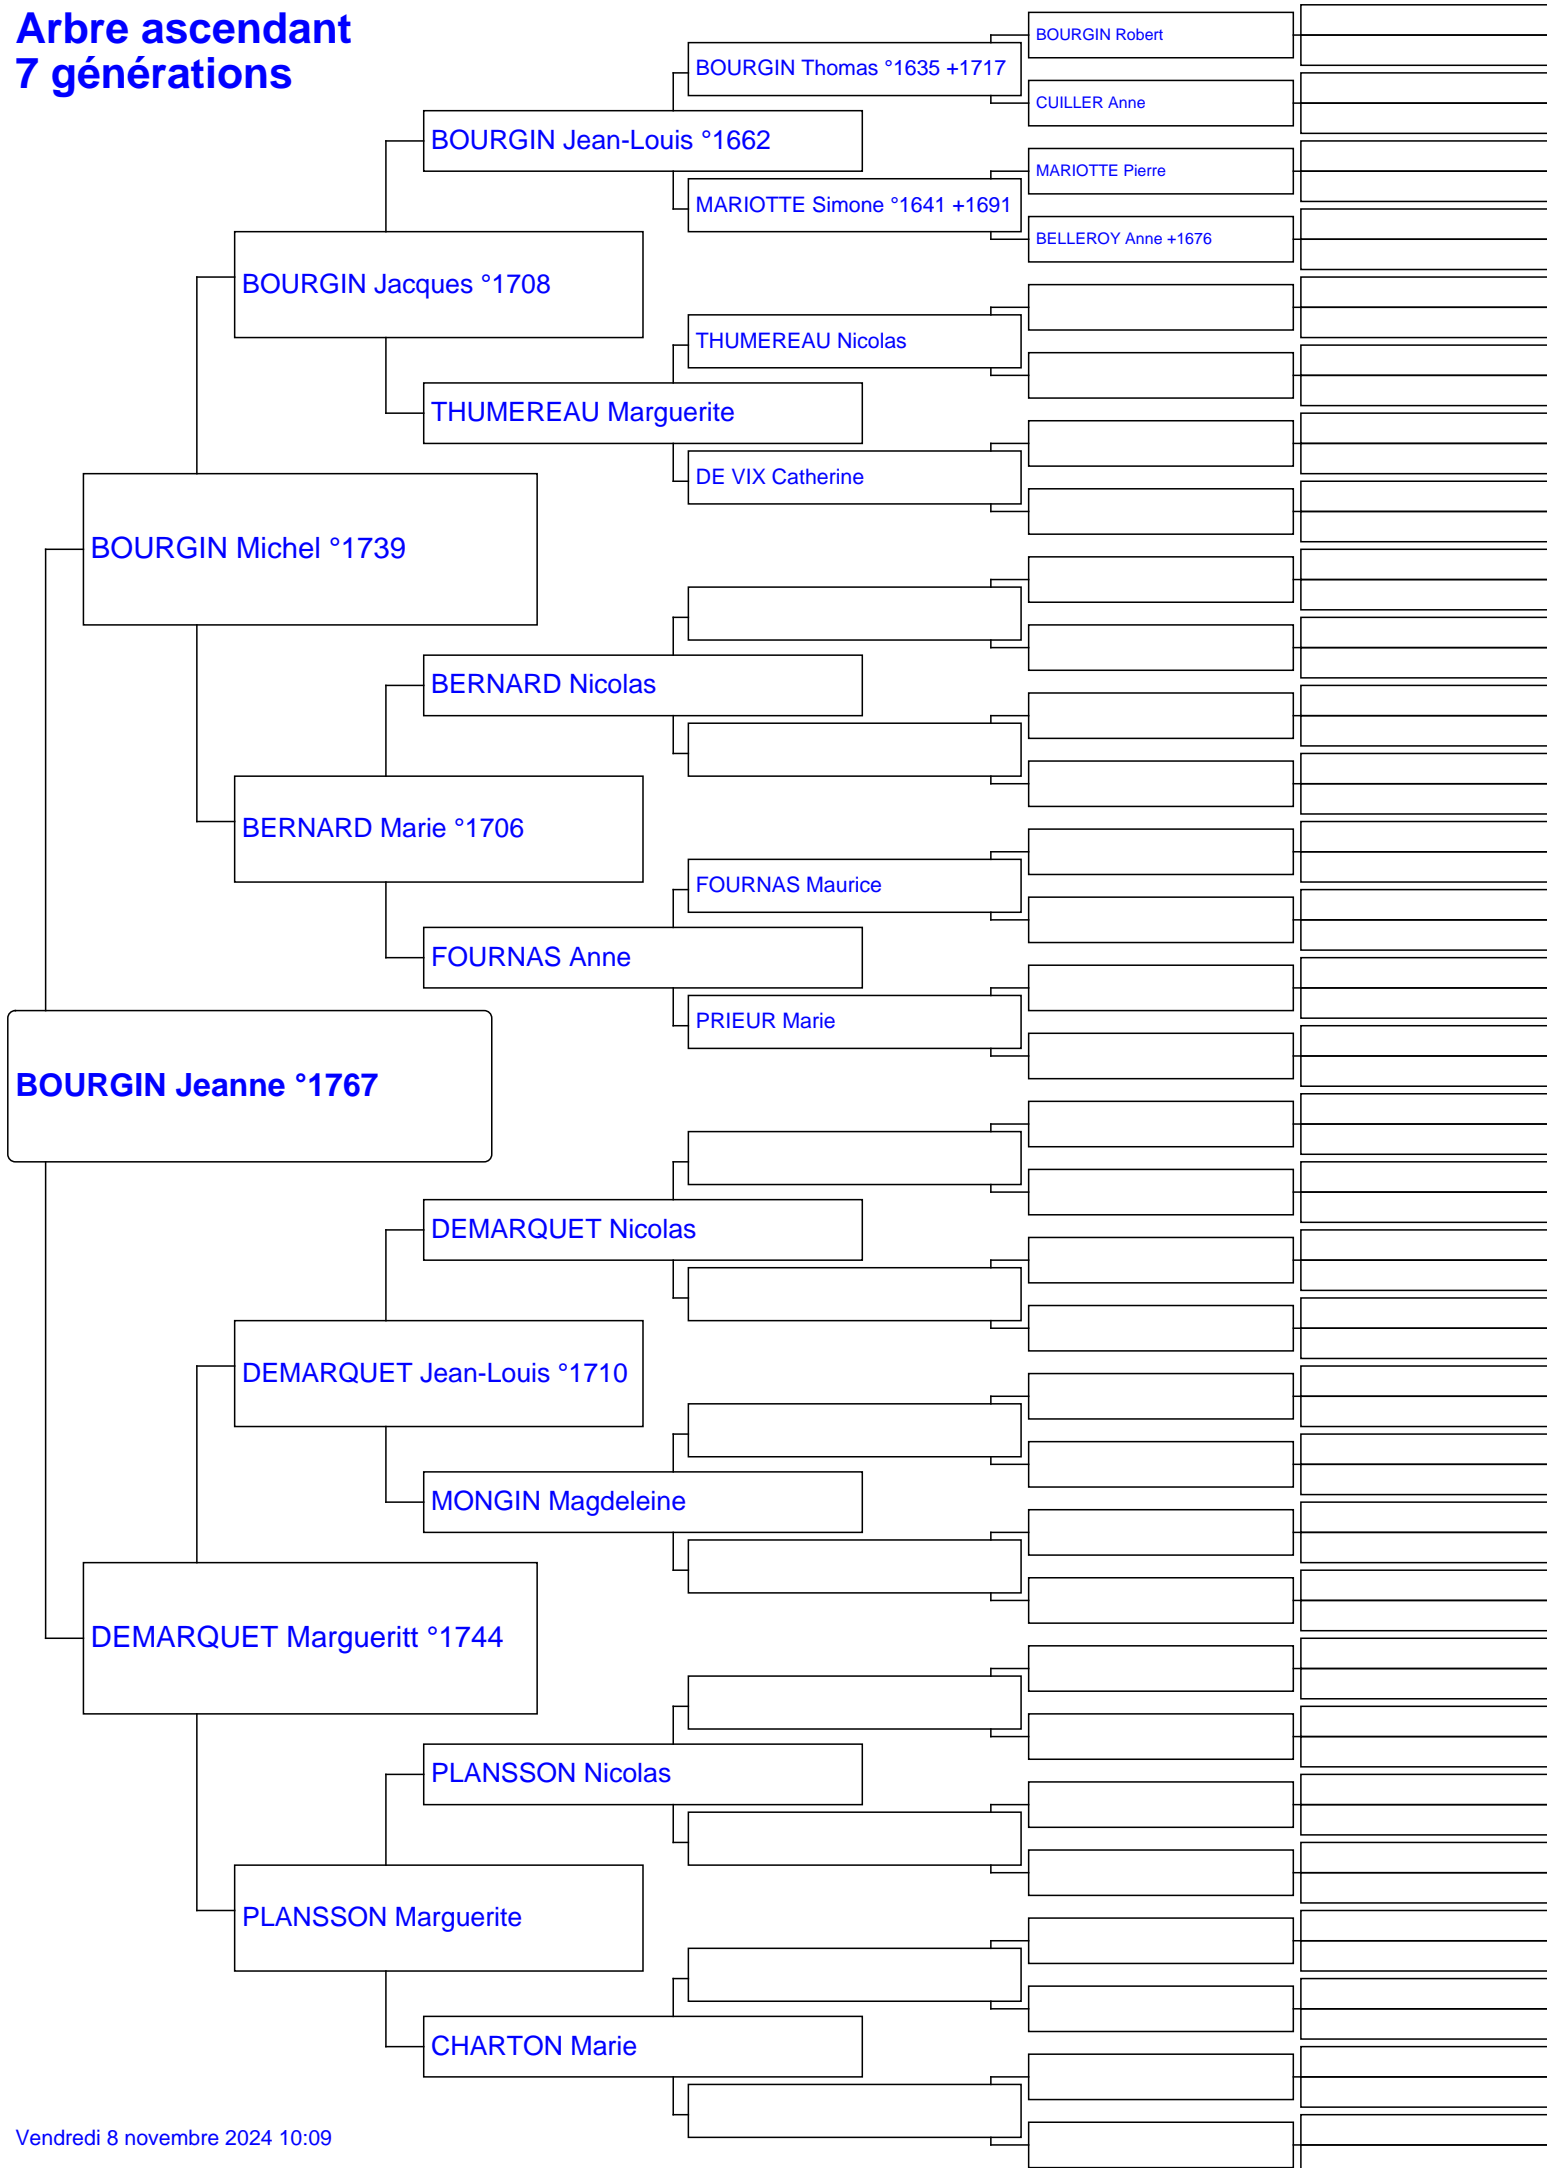 Arbre ascendant
7 générations
BOURGIN Robert
BOURGIN Thomas °1635 +1717
CUILLER Anne
BOURGIN Jean-Louis °1662
MARIOTTE Pierre
MARIOTTE Simone °1641 +1691
BELLEROY Anne +1676
BOURGIN Jacques °1708
THUMEREAU Nicolas
THUMEREAU Marguerite
DE VIX Catherine
BOURGIN Michel °1739
BERNARD Nicolas
BERNARD Marie °1706
FOURNAS Maurice
FOURNAS Anne
PRIEUR Marie
BOURGIN Jeanne °1767
DEMARQUET Nicolas
DEMARQUET Jean-Louis °1710
MONGIN Magdeleine
DEMARQUET Margueritt °1744
PLANSSON Nicolas
PLANSSON Marguerite
CHARTON Marie
Vendredi 8 novembre 2024 10:09